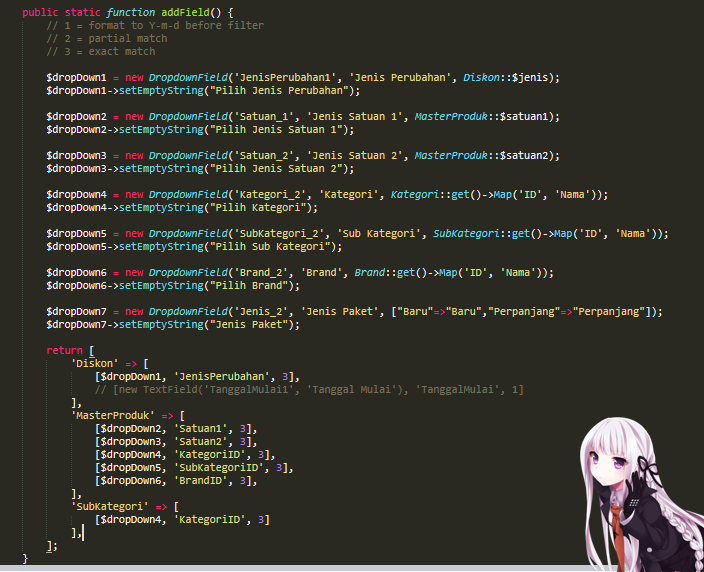 public static function addField() {
// 1 = format to Y-m-d before filter
// 2 = partial match
// 3 = exact match
$dropDown1 = new DropdownField('JenisPerubahan1', 'Jenis Perubahan', Diskon::$jenis);
$dropDown1->setEmptyString("Pilih Jenis Perubahan");
$dropDown2 = new DropdownField('Satuan_1', 'Jenis Satuan 1', MasterProduk::$satuan1);
$dropDown2->setEmptyString("Pilih Jenis Satuan 1");
$dropDown3 = new DropdownField('Satuan_2', 'Jenis Satuan 2', MasterProduk::$satuan2);
$dropDown3->setEmptyString("Pilih Jenis Satuan 2");
$dropDown4 = new DropdownField('Kategori_2', 'Kategori', Kategori::get()->Map('ID', 'Nama'));
$dropDown4->setEmptyString("Pilih Kategori");
$dropDown5 = new DropdownField('SubKategori_2', 'Sub Kategori', SubKategori::get()->Map('ID', 'Nama'));
$dropDown5->setEmptyString("Pilih Sub Kategori");
$dropDown6 = new DropdownField('Brand_2', 'Brand', Brand::get()->Map('ID', 'Nama'));
$dropDown6->setEmptyString("Pilih Brand");
$dropDown7 = new DropdownField('Jenis_2', 'Jenis Paket', ["Baru"=>"Baru","Perpanjang"=>"Perpanjang"]);
$dropDown7->setEmptyString("Jenis Paket");
return [
'Diskon' => [
[$dropDown1, 'JenisPerubahan', 3],
// [new TextField('TanggalMulai1', 'Tanggal Mulai'), 'TanggalMulai', 1]
],
'MasterProduk' => [
[$dropDown2, 'Satuan1', 3],
[$dropDown3, 'Satuan2', 3],
[$dropDown4, 'KategoriID', 3],
[$dropDown5, 'SubKategoriID', 3],
[$dropDown6, 'BrandID', 3],
],
'SubKategori' => [
[$dropDown4, 'KategoriID', 3]
],
];
}